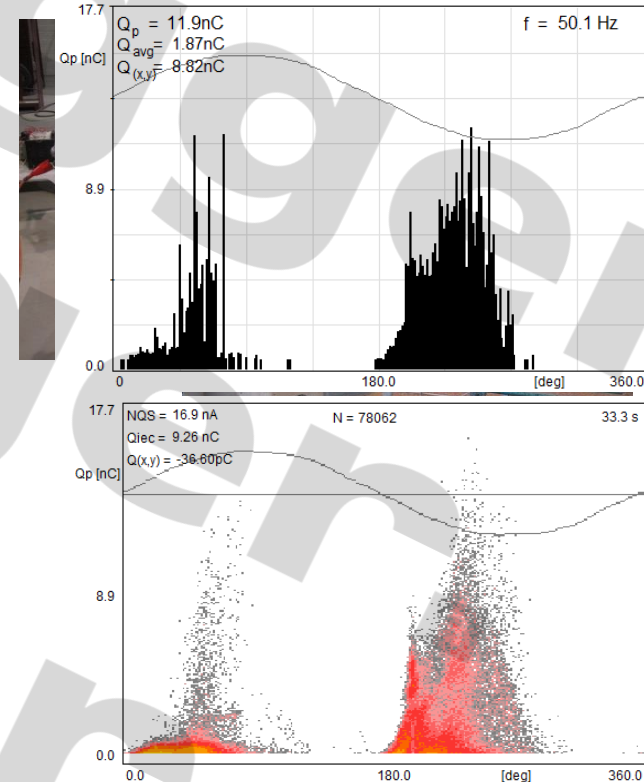 17.7
Qp = 11.9nC
f = 50.1 Hz
Qavg= 1.87nC
Qp [nC]
Q(x,y)= 8.82nC
8.9
0.0
0
180.0
[deg]
360.0
17.7
NQS = 16.9 nA
N = 78062
33.3 s
Qiec = 9.26 nC
Q(x,y) = -36.60pC
Qp [nC]
8.9
0.0
0.0
180.0
[deg]
360.0